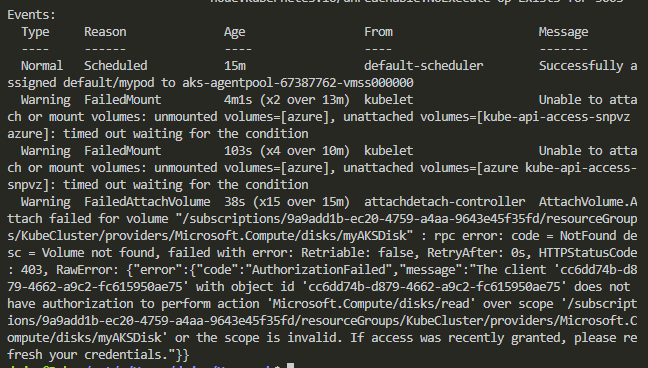 Events:
Type Reason Age From Message
---- ------ ---- ---- -------
Normal Scheduled 15m default-scheduler Successfully a
ssigned default/mypod to aks-agentpool-67387762-vmss000000
Warning FailedMount 4m1s (x2 over 13m) kubelet Unable to atta
ch or mount volumes: unmounted volumes=[azure], unattached volumes=[kube-api-access-snpvz
azure]: timed out waiting for the condition
Warning FailedMount 103s (x4 over 10m) kubelet Unable to atta
ch or mount volumes: unmounted volumes=[azure], unattached volumes=[azure kube-api-access-
snpvz]: timed out waiting for the condition
Warning FailedAttachVolume 38s (x15 over 15m) attachdetach-controller AttachVolume.A
ttach failed for volume "/subscriptions/9a9add1b-ec20-4759-a4aa-9643e45f35fd/resourceGroup
s/KubeCluster/providers/Microsoft.Compute/disks/myAKSDisk" : rpc error: code = NotFound de
sc = Volume not found, failed with error: Retriable: false, RetryAfter: 0s, HTTPStatusCode
: 403, RawError: {"error":{"code":"AuthorizationFailed","message":"The client 'cc6dd74b-d8
79-4662-a9c2-fc615950ae75' with object id 'cc6dd74b-d879-4662-a9c2-fc615950ae75' does not
have authorization to perform action 'Microsoft.Compute/disks/read' over scope '/subscript
ions/9a9add1b-ec20-4759-a4aa-9643e45f35fd/resourceGroups/KubeCluster/providers/Microsoft.C
ompute/disks/myAKSDisk' or the scope is invalid. If access was recently granted, please re
fresh your credentials."}}